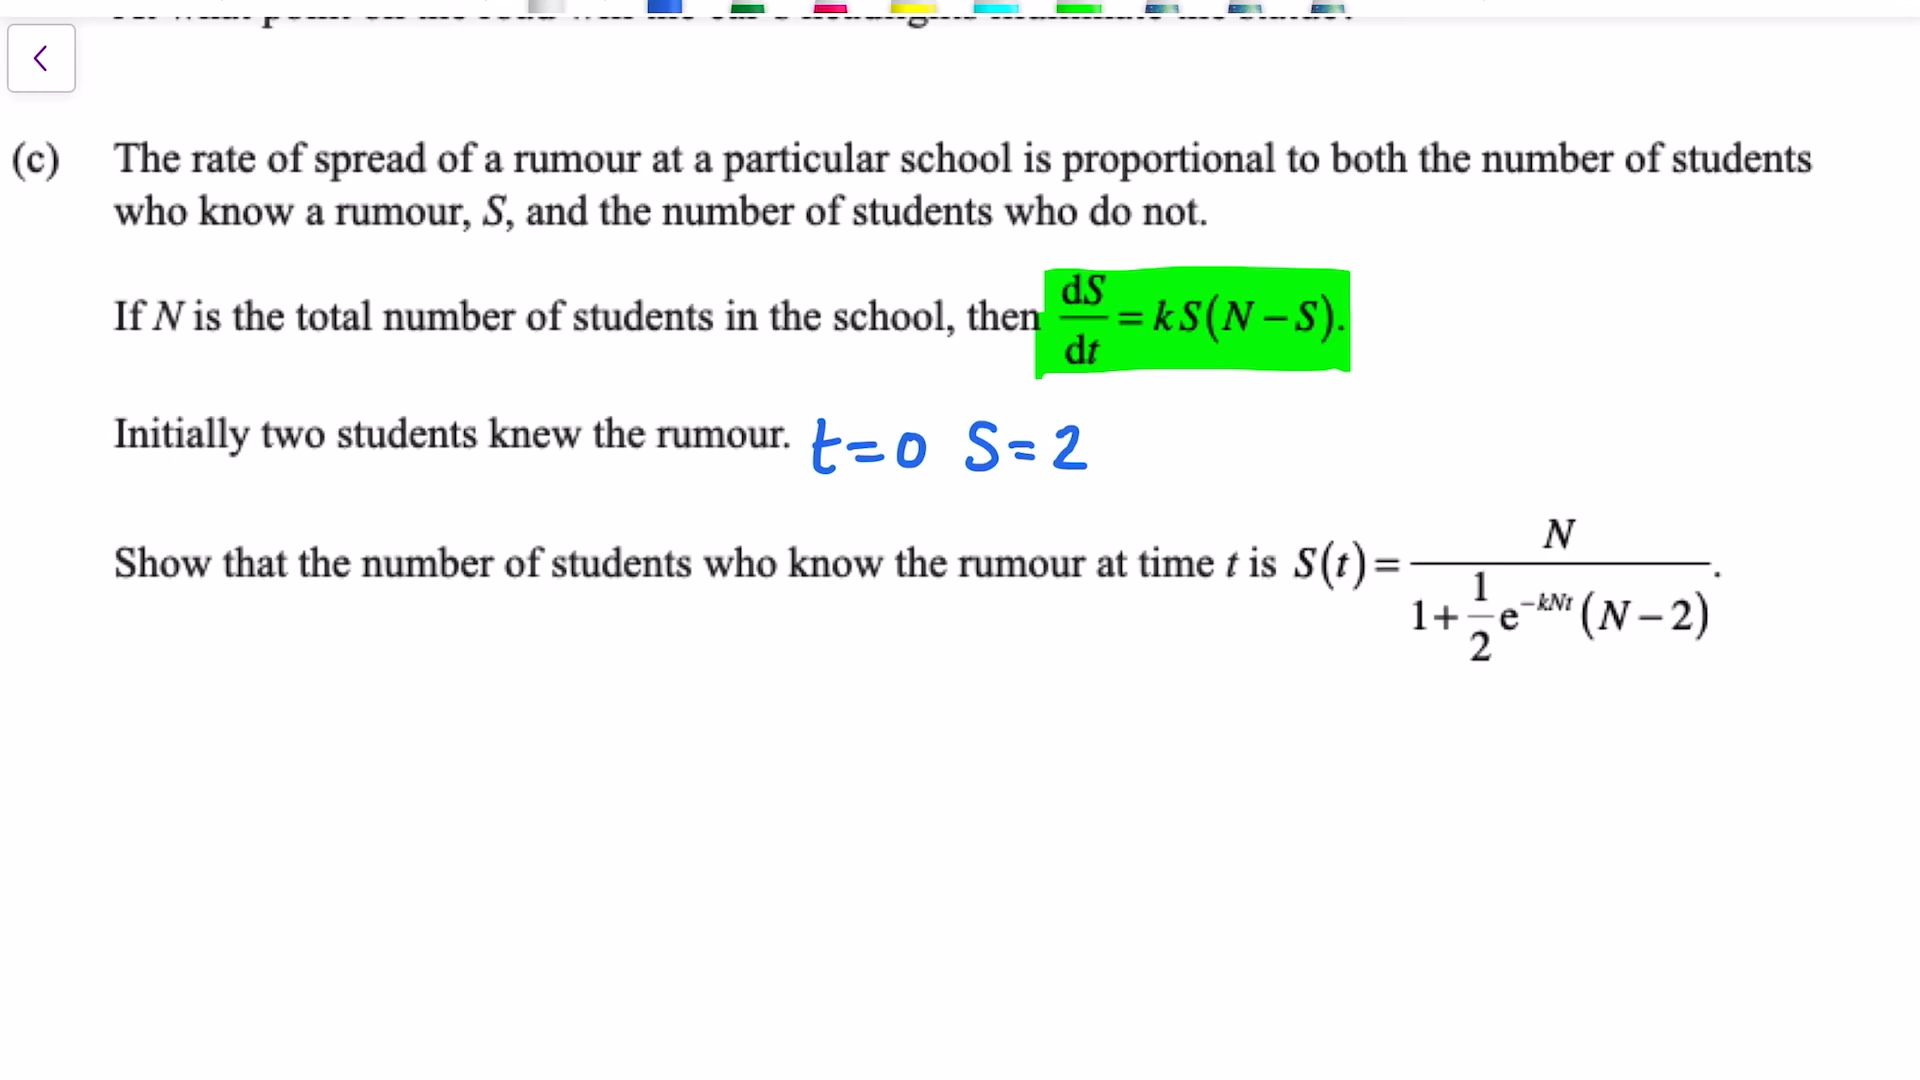 (c) The rate of spread of a rumour at a particular school is proportional to both the number of students
who know a rumour, S, and the number of students who do not.
If N is the total number of students in the school, then dS/dt = kS(N − S).
Initially two students knew the rumour. t=0 S=2
Show that the number of students who know the rumour at time t is S(t) = N/(1+½e^{−kNt}(N−2)).